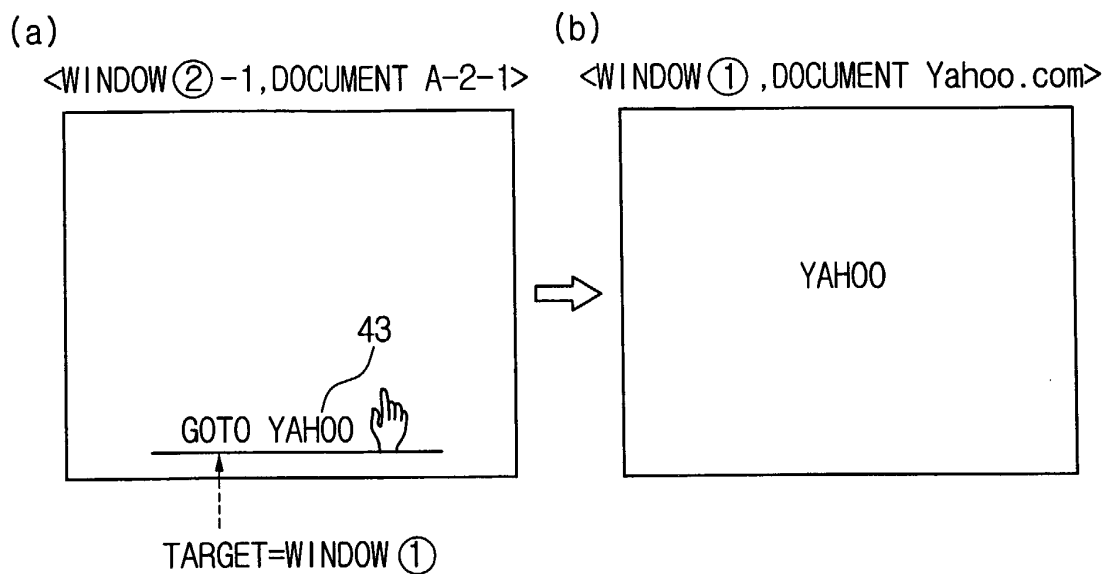 (a)
<WINDOW②-1,DOCUMENT A-2-1>
43
GOTO YAHOO
TARGET=WINDOW①
(b)
<WINDOW①,DOCUMENT Yahoo.com>
YAHOO